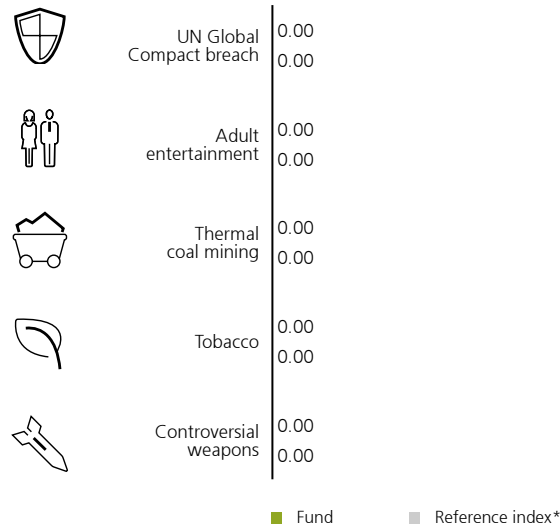 UN Global
Compact breach
0.00
0.00
Adult
entertainment
0.00
0.00
Thermal
coal mining
0.00
0.00
Tobacco
0.00
0.00
Controversial
weapons
0.00
0.00
Fund
Reference index*